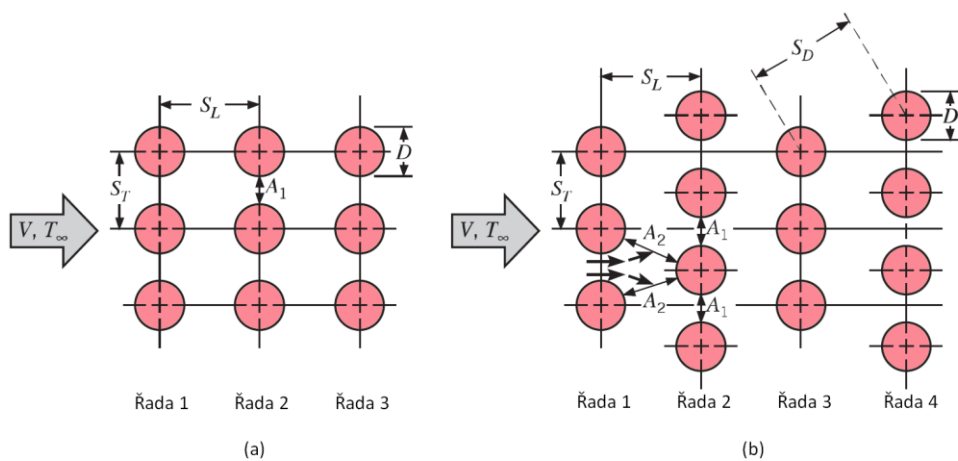 S_L
S_T
A_1
D
V, T_∞
Řada 1 Řada 2 Řada 3
(a)
S_D
S_L
D
S_T
A_2
A_1
V, T_∞
A_2
A_1
Řada 1 Řada 2 Řada 3 Řada 4
(b)